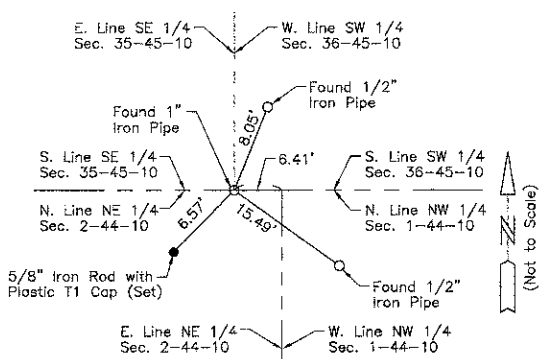 E. Line SE 1/4
Sec. 35-45-10
W. Line SW 1/4
Sec. 36-45-10
Found 1"
Iron Pipe
Found 1/2"
Iron Pipe
8.05'
6.41'
S. Line SE 1/4
Sec. 35-45-10
S. Line SW 1/4
Sec. 36-45-10
N. Line NE 1/4
Sec. 2-44-10
N. Line NW 1/4
Sec. 1-44-10
6.57'
15.49'
N
(Not to Scale)
5/8" Iron Rod with
Plastic T1 Cap (Set)
Found 1/2"
Iron Pipe
E. Line NE 1/4
Sec. 2-44-10
W. Line NW 1/4
Sec. 1-44-10